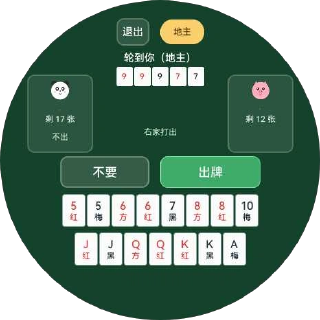 退出 地主
轮到你（地主）
9 9 9 7 7
剩 17 张
不出
右家打出
剩 12 张
不要 出牌
5 5 6 6 7 8 8 10
红 梅 方 红 黑 方 红 梅
J J Q Q K K A
红 黑 方 红 红 黑 梅